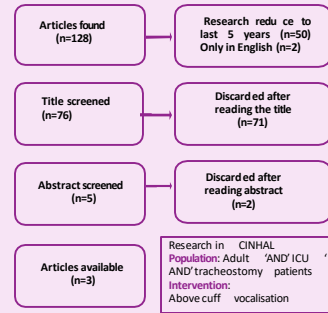 Articles found
(n=128)
Research redu ce to
last 5 years (n=50)
Only in English (n=2)
Title screened
(n=76)
Discarded after
reading the title
(n=71)
Abstract screened
(n=5)
Discarded after
reading abstract
(n=2)
Articles available
(n=3)
Research in CINHAL
Population: Adult ‘AND’ ICU ‘
AND’ tracheostomy patients
Intervention:
Above cuff vocalisation